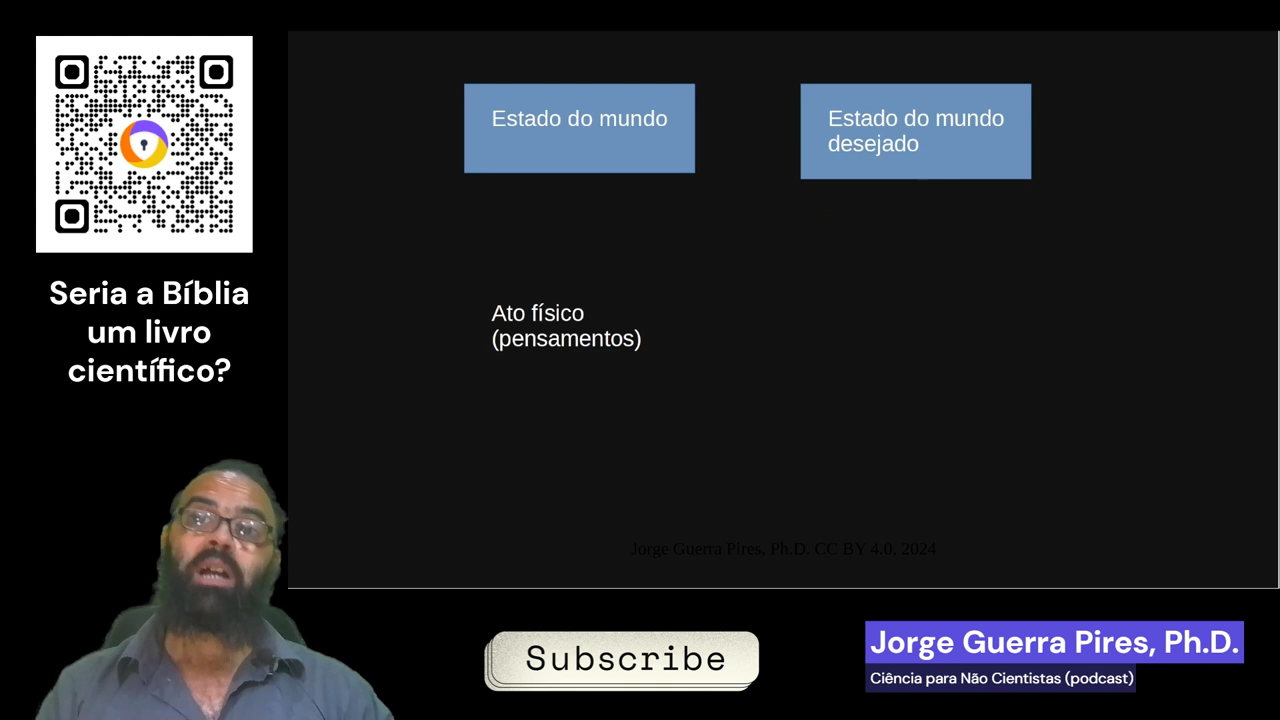 Estado do mundo
Estado do mundo
desejado
Seria a Bíblia
um livro
científico?
Ato físico
(pensamentos)
Jorge Guerra Pires, Ph.D. CC BY 4.0, 2024
Subscribe
Jorge Guerra Pires, Ph.D.
Ciência para Não Cientistas (podcast)